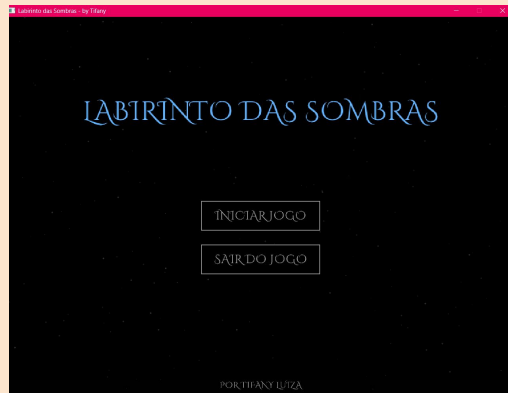 Labirinto das Sombras - by Tifany
LABIRINTO DAS SOMBRAS
INICIAR JOGO
SAIR DO JOGO
POR TIFANY LUIZA